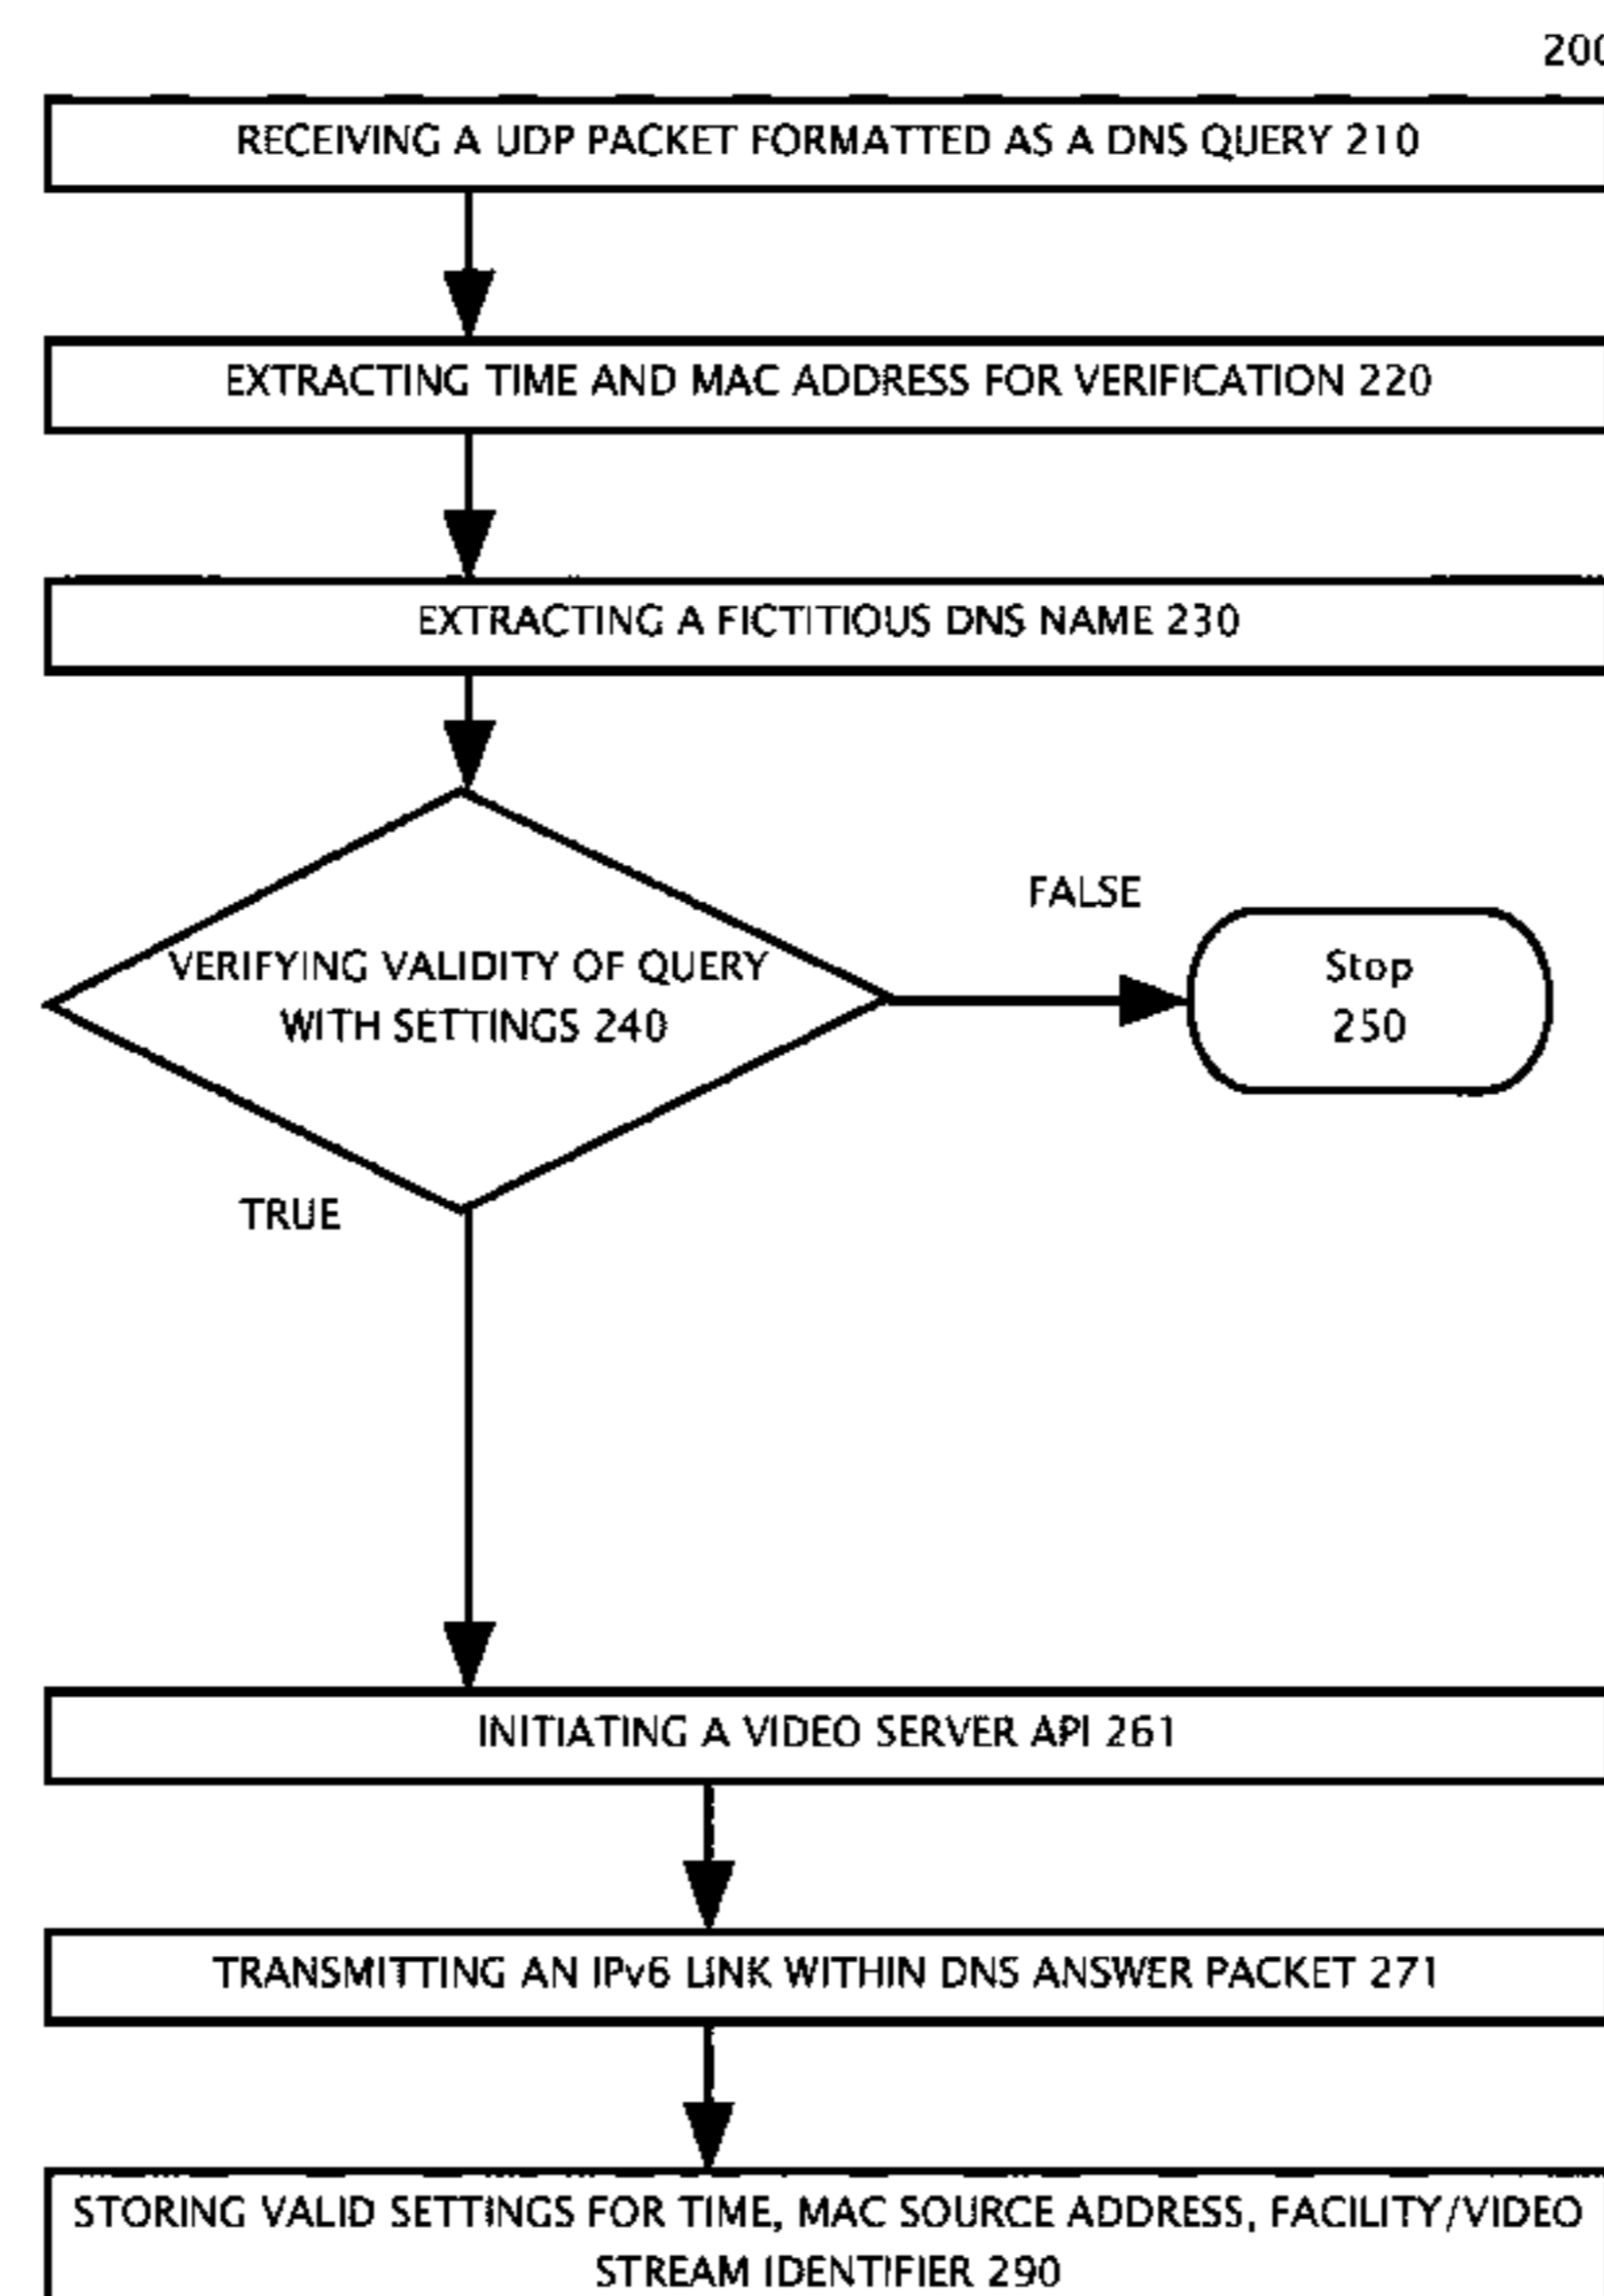 200
RECEIVING A UDP PACKET FORMATTED AS A DNS QUERY 210
EXTRACTING TIME AND MAC ADDRESS FOR VERIFICATION 220
EXTRACTING A FICTITIOUS DNS NAME 230
FALSE
VERIFYING VALIDITY OF QUERY
WITH SETTINGS 240
Stop
250
TRUE
INITIATING A VIDEO SERVER API 261
TRANSMITTING AN IPv6 LINK WITHIN DNS ANSWER PACKET 271
STORING VALID SETTINGS FOR TIME, MAC SOURCE ADDRESS, FACILITY/VIDEO
STREAM IDENTIFIER 290